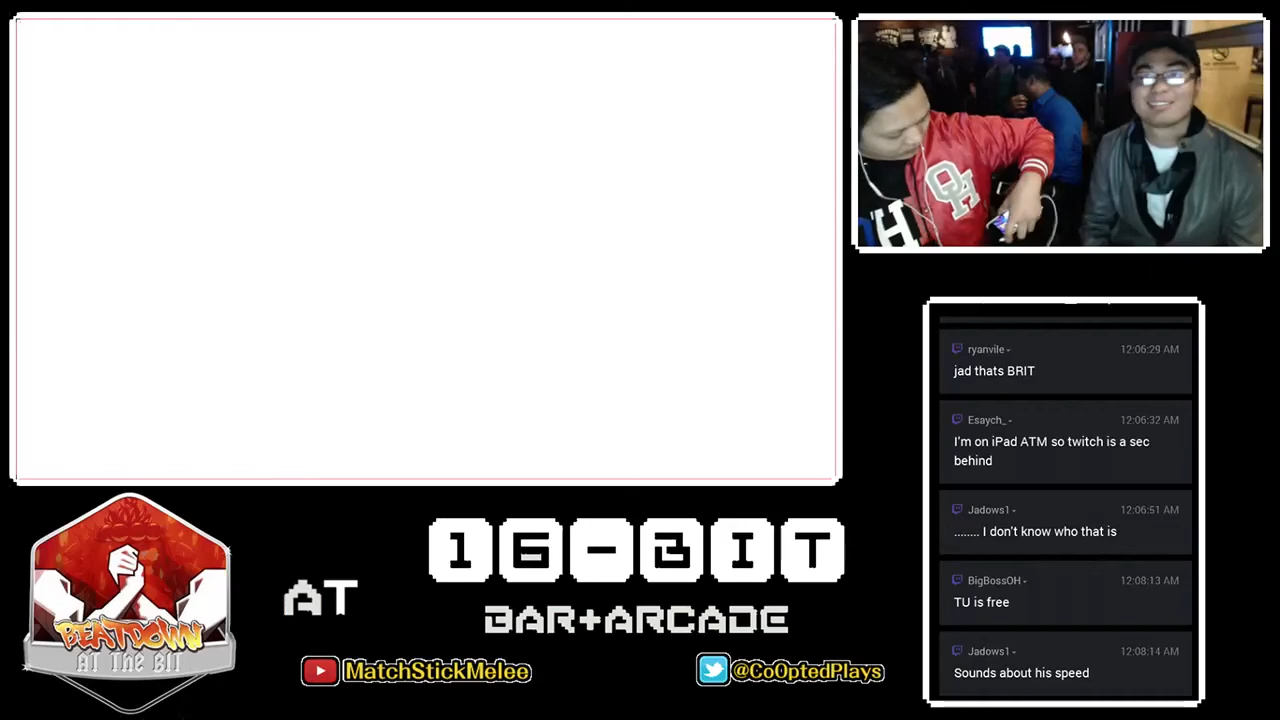 OH
ryanvile
12:06:29 AM
jad thats BRIT
Esaych_
12:06:32 AM
I'm on iPad ATM so twitch is a sec
behind
Jadows1
12:06:51 AM
........ I don't know who that is
BigBossOH
12:08:13 AM
TU is free
Jadows1
12:08:14 AM
Sounds about his speed
BEATDOWN
AT THE BIT
AT
16-BIT
BAR+ARCADE
MatchStickMelee
@CoOptedPlays